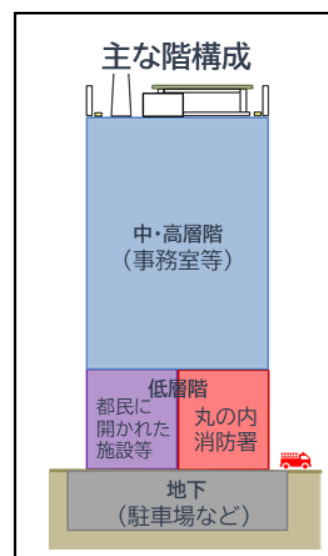 主な階構成
中・高層階
（事務室等）
低層階
都民に
開かれた
施設等
丸の内
消防署
地下
（駐車場など）